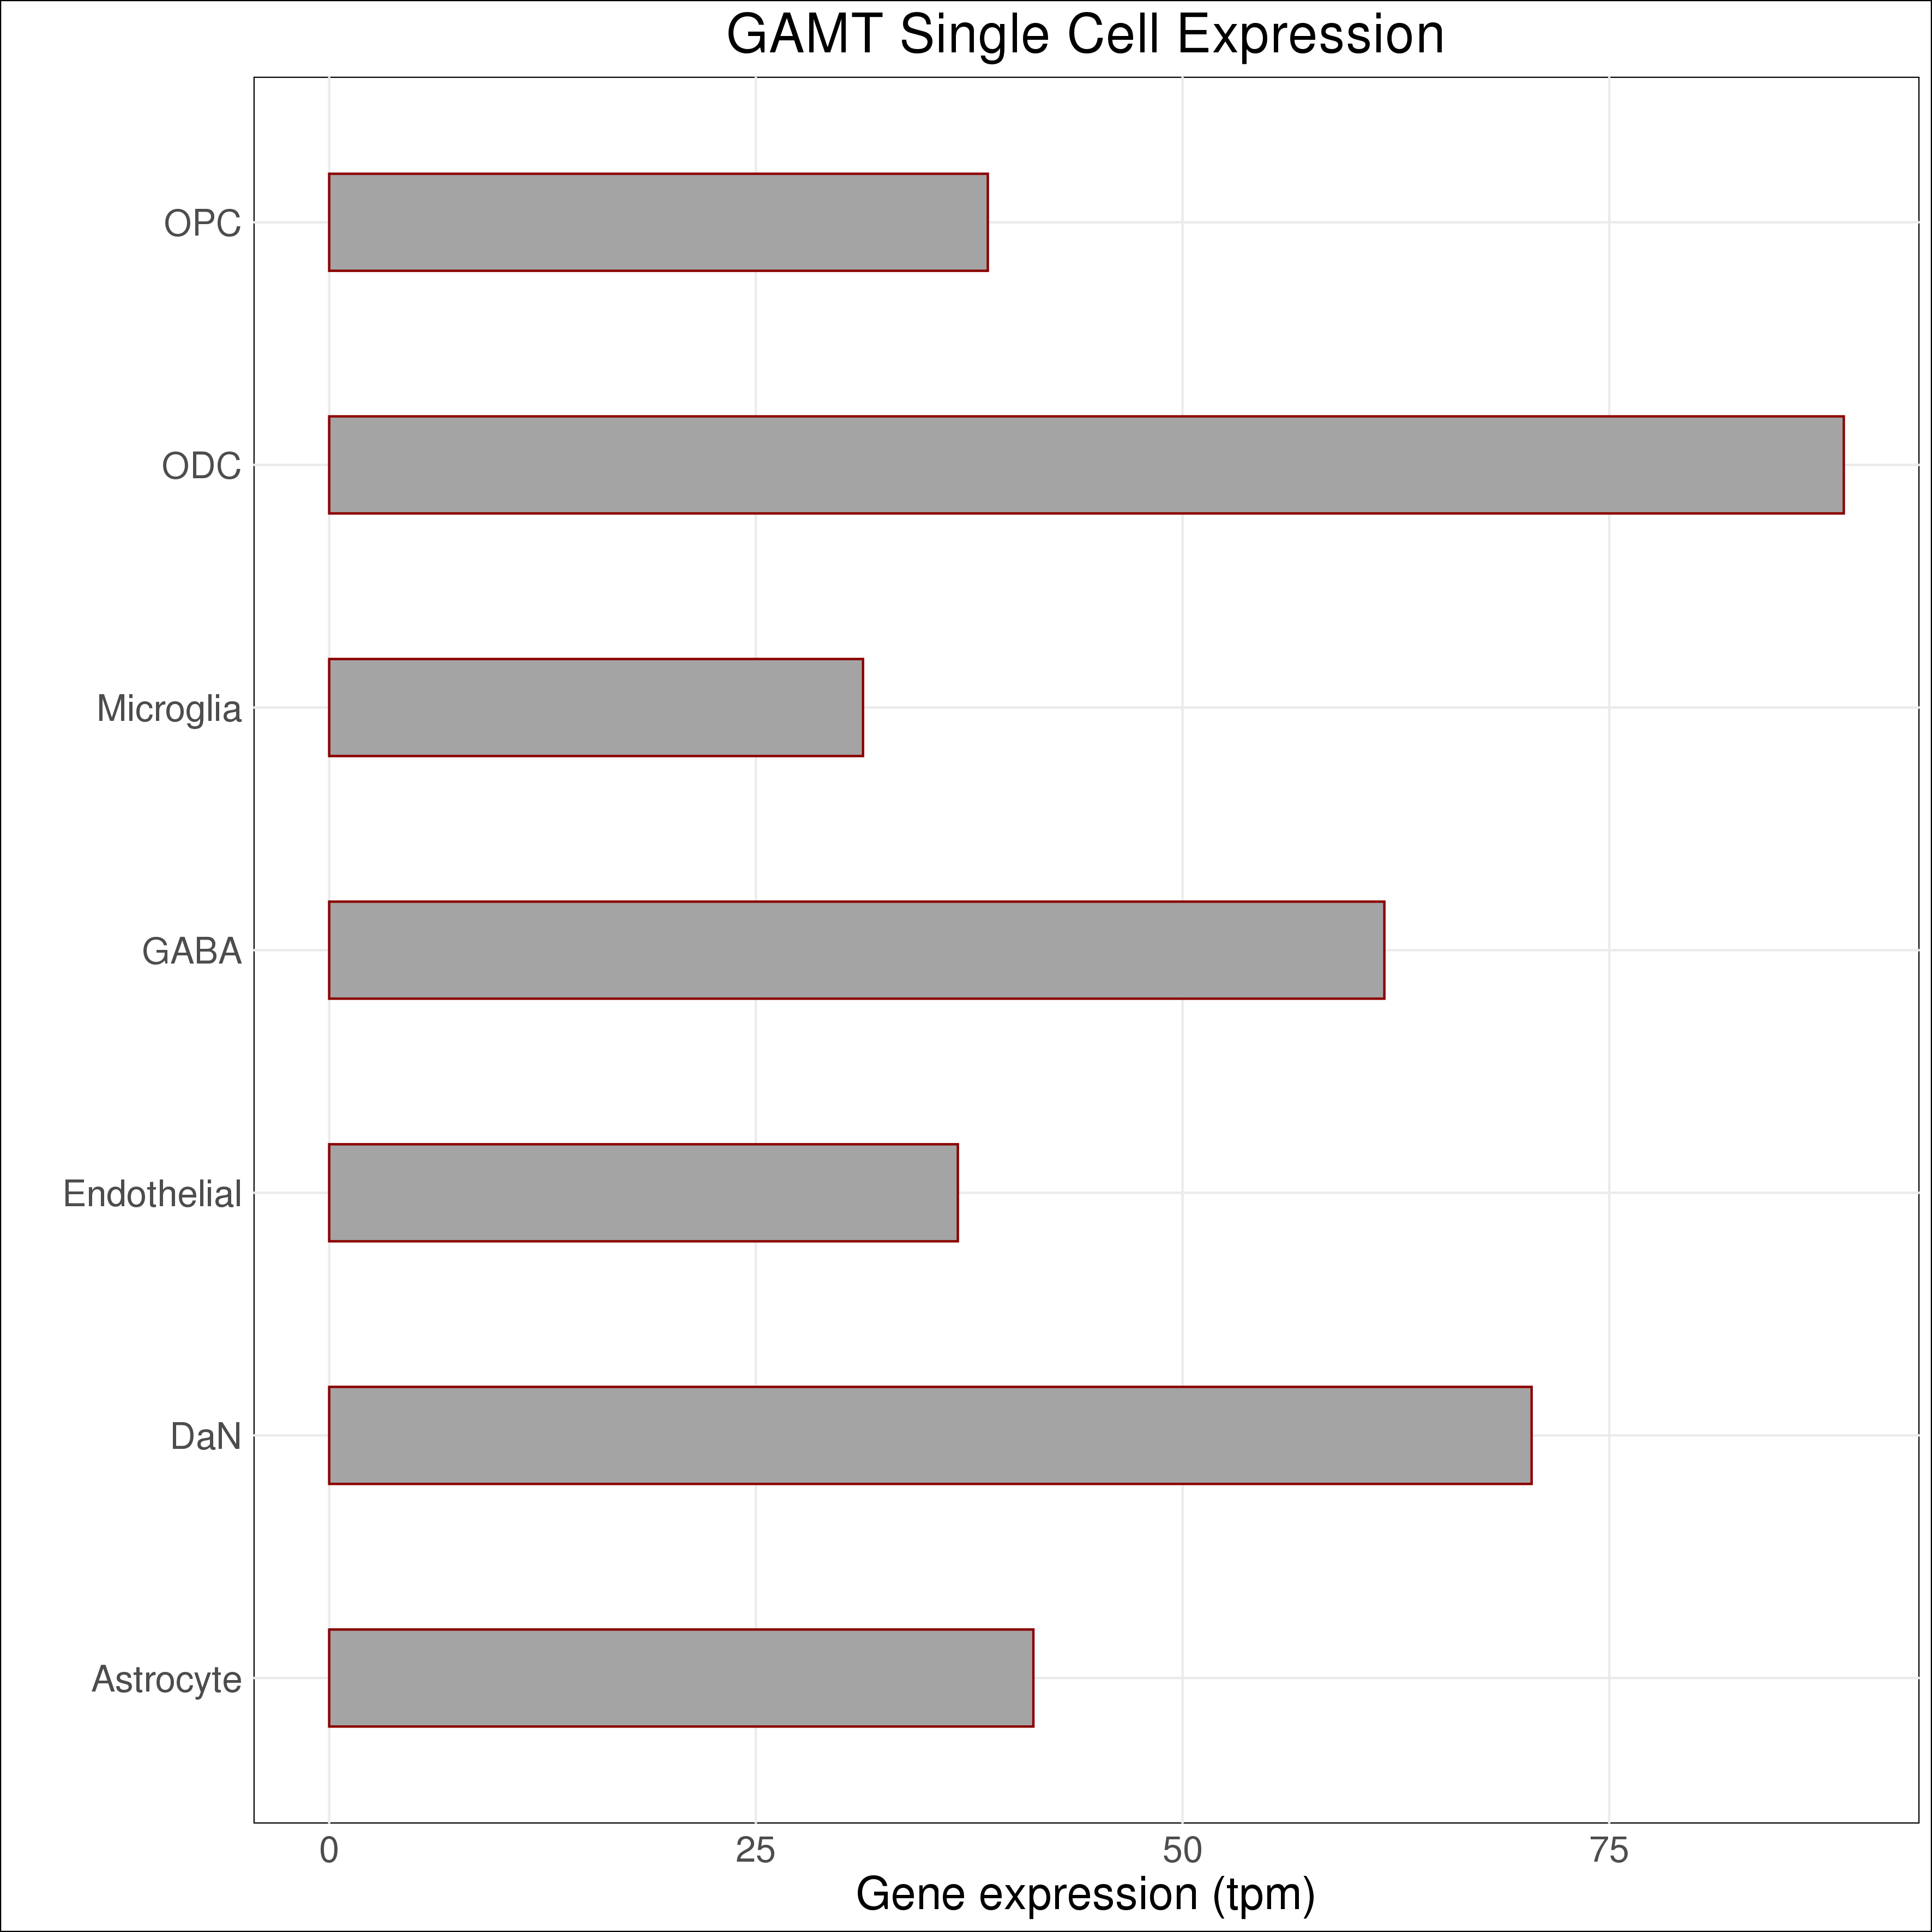 GAMT Single Cell Expression
OPC
ODC
Microglia
GABA
Endothelial
DaN
Astrocyte
0 25 50 75
Gene expression (tpm)